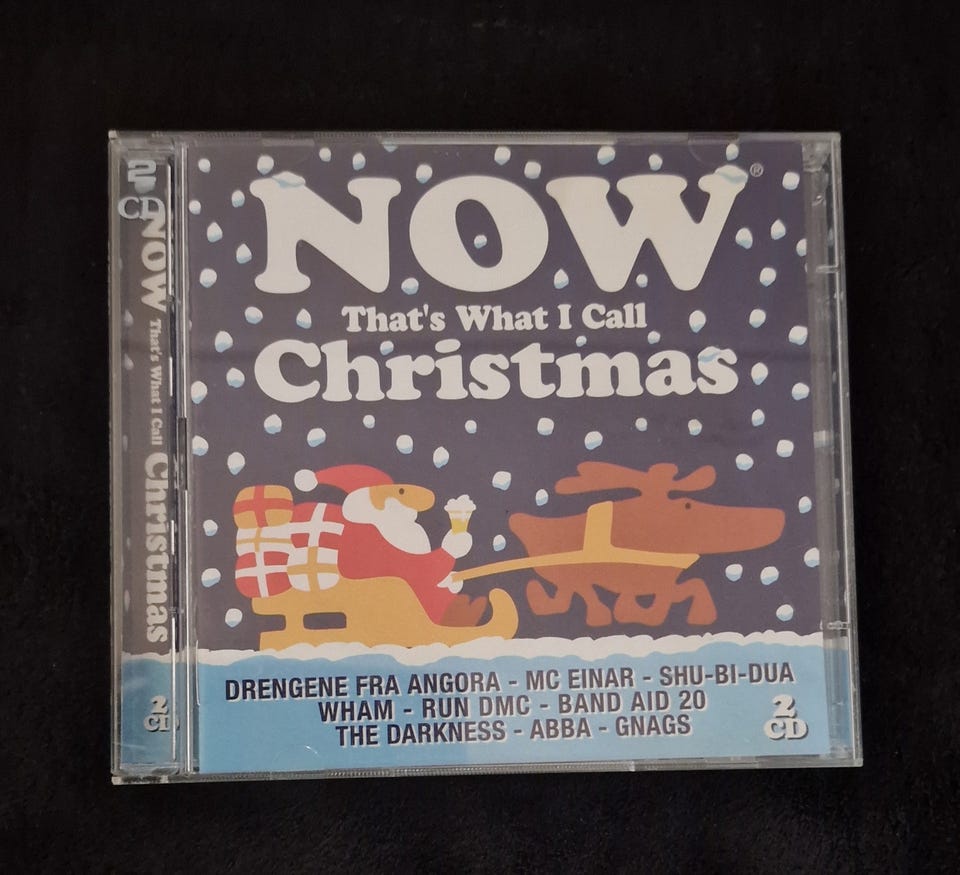 2
CD
NOW That's What I Call Christmas
2
CD
NOW®
That's What I Call
Christmas
DRENGENE FRA ANGORA - MC EINAR - SHU-BI-DUA
WHAM - RUN DMC - BAND AID 20
THE DARKNESS - ABBA - GNAGS
2
CD